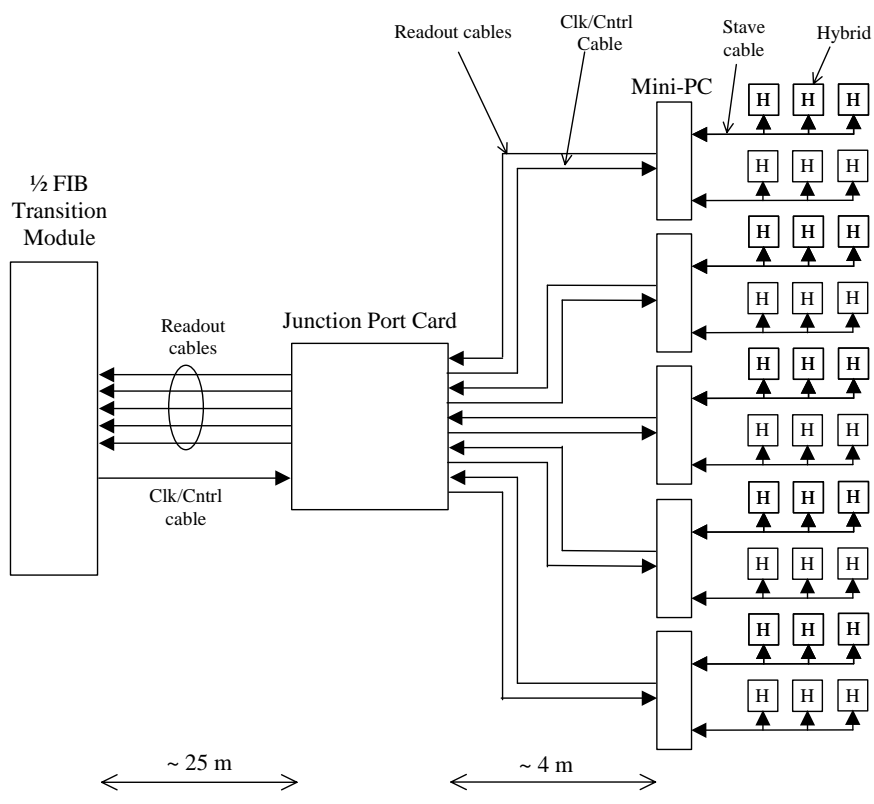 Readout cables
Clk/Cntrl
Cable
Stave
cable
Hybrid
Mini-PC
H H H
H H H
½ FIB
Transition
Module
H H H
H H H
Junction Port Card
Readout
cables
H H H
H H H
Clk/Cntrl
cable
H H H
H H H
H H H
H H H
~ 25 m
~ 4 m